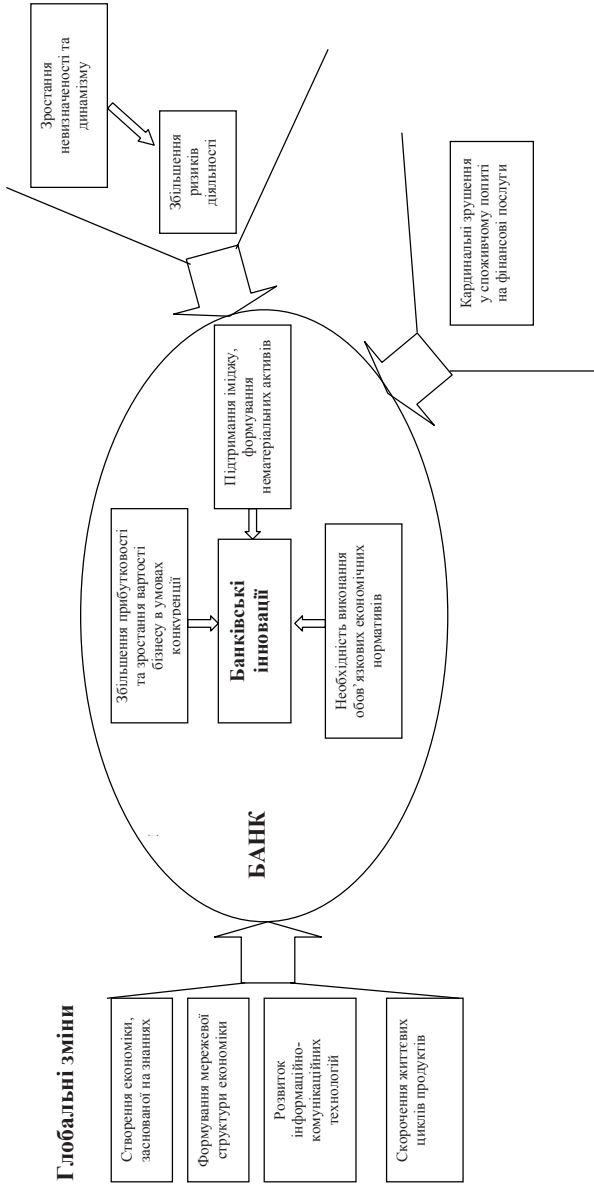 Глобальні зміни
Створення економіки,
заснованої на знаннях
Формування мережевої
структури економіки
Розвиток
інформаційно-
комунікаційних
технологій
Скорочення життєвих
циклів продуктів
БАНК
Збільшення прибутковості
та зростання вартості
бізнесу в умовах
конкуренції
Банківські
інновації
Необхідність виконання
обов’язкових економічних
нормативів
Підтримання іміджу,
формування
нематеріальних активів
Зростання
невизначеності та
динамізму
Збільшення
ризиків
діяльності
Кардинальні зрушення
у споживчому попиті
на фінансові послуги